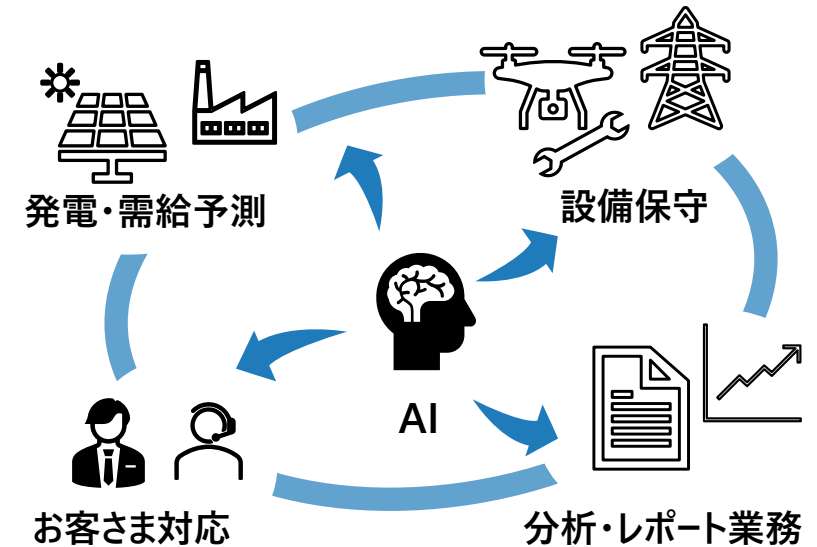 発電・需給予測
設備保守
AI
お客さま対応
分析・レポート業務